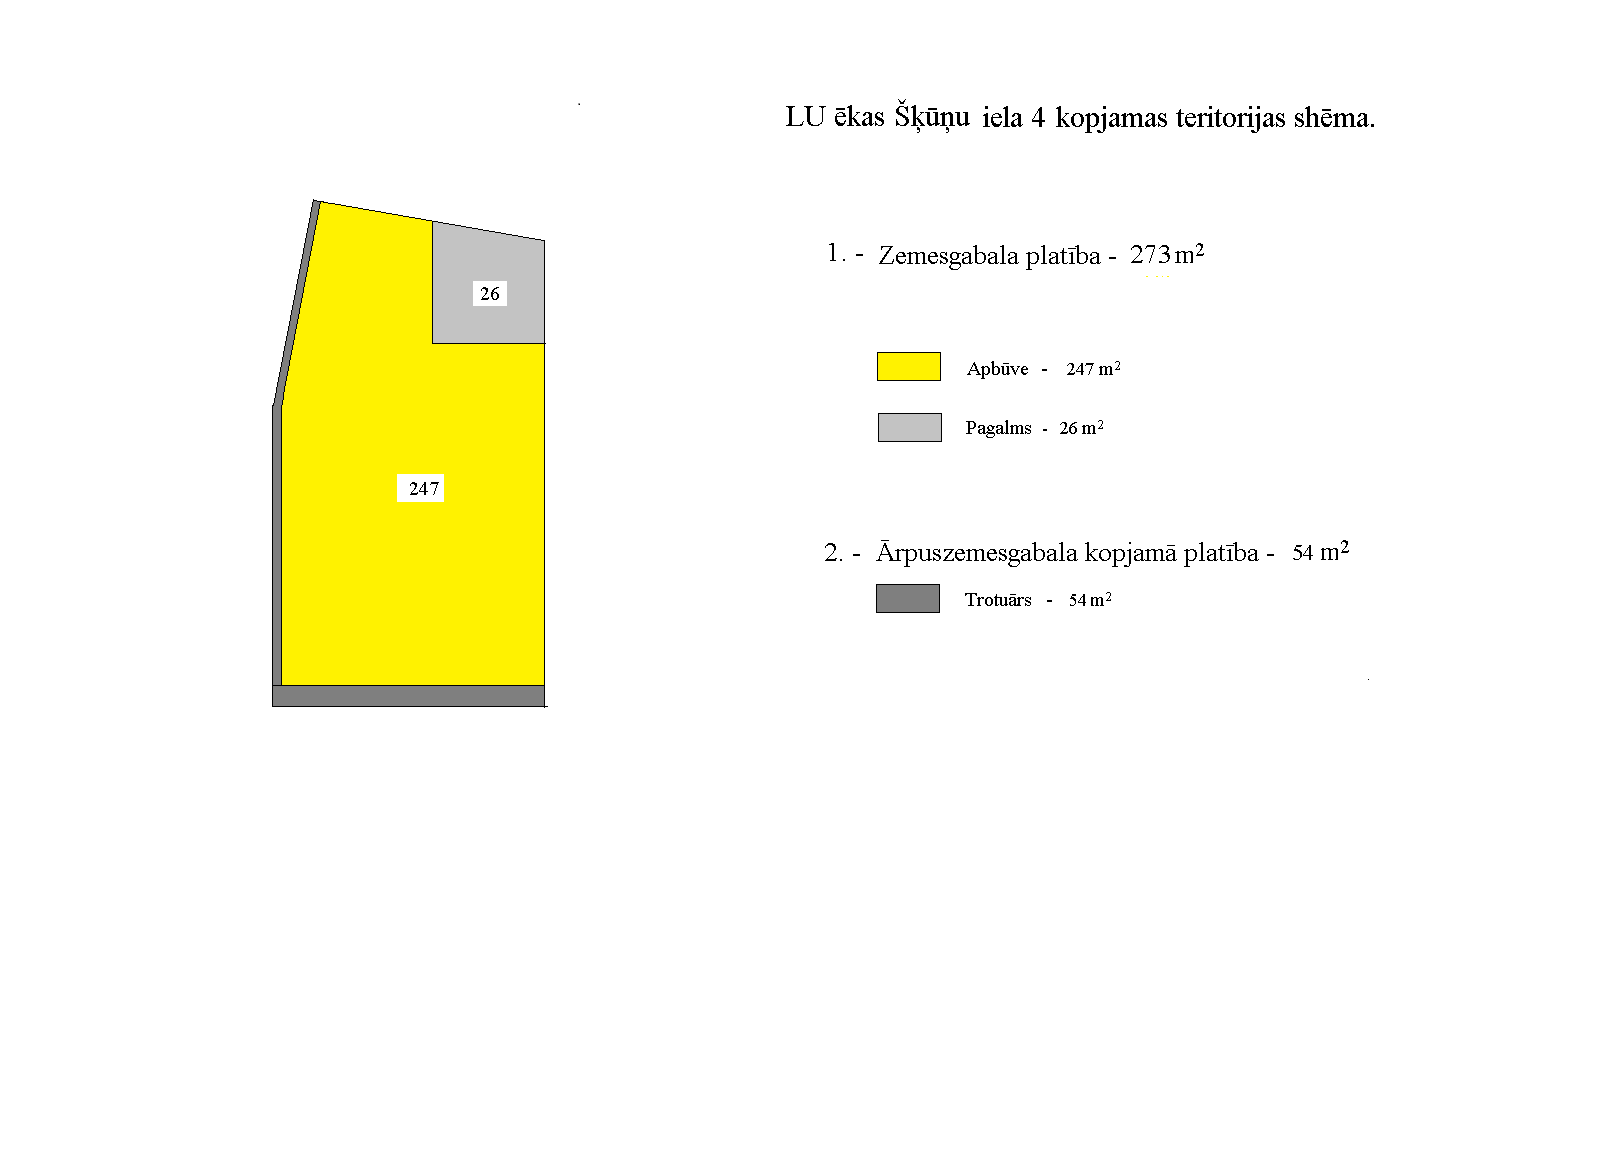 LU ēkas Šķūņu iela 4 kopjamas teritorijas shēma.
1. - Zemesgabala platība - 273 m²
26
Apbūve - 247 m²
Pagalms - 26 m²
247
2. - Ārpuszemesgabala kopjamā platība - 54 m²
Trotuārs - 54 m²